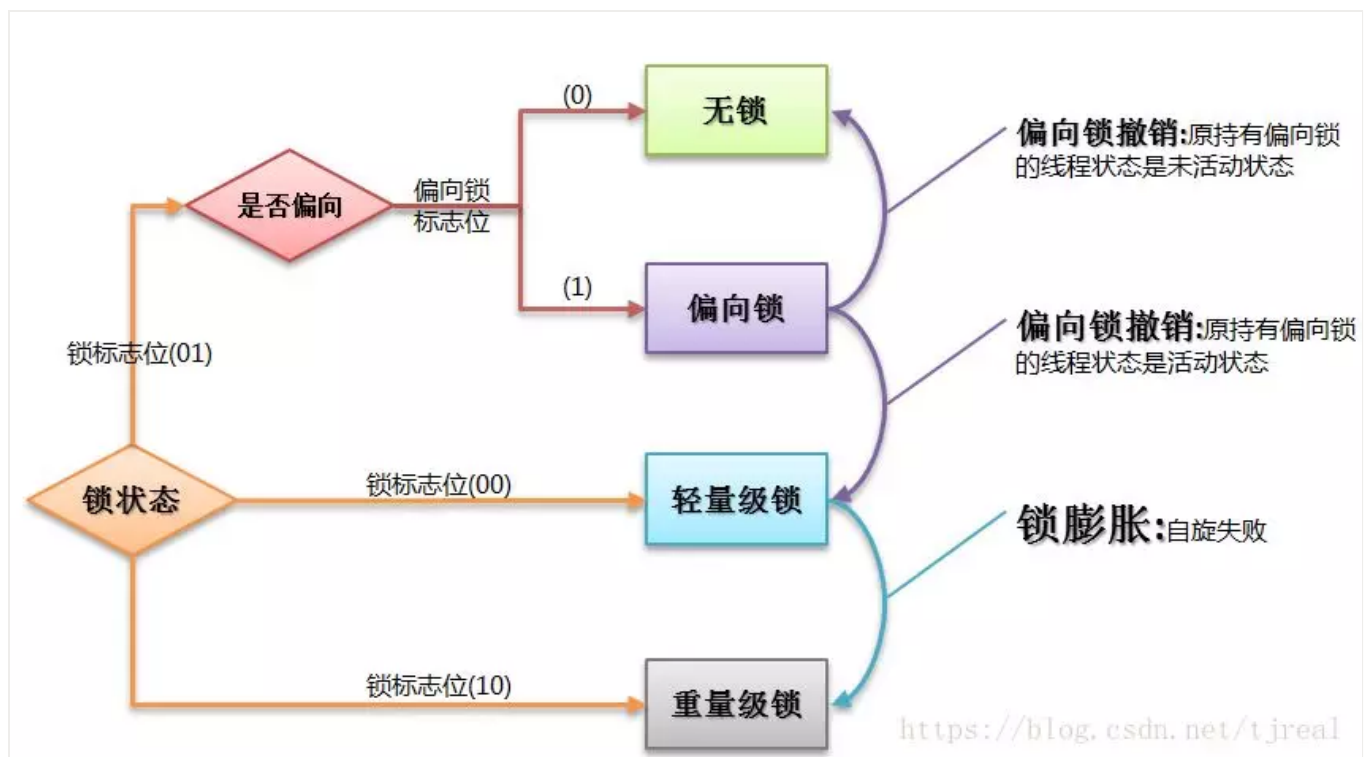 (0)
无锁
偏向锁撤销:原持有偏向锁
的线程状态是未活动状态
是否偏向
偏向锁
标志位
(1)
偏向锁
偏向锁撤销:原持有偏向锁
的线程状态是活动状态
锁标志位(01)
锁状态
锁标志位(00)
轻量级锁
锁膨胀:自旋失败
锁标志位(10)
重量级锁
https://blog.csdn.net/tjreal